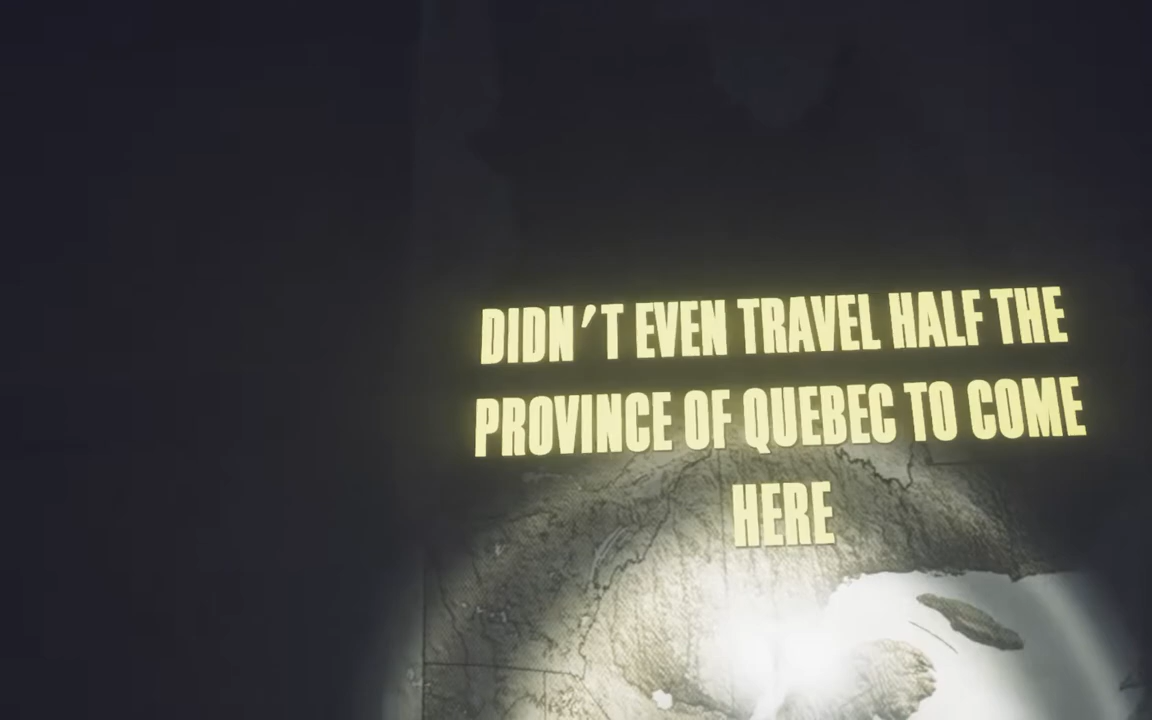 DIDN'T EVEN TRAVEL HALF THE
PROVINCE OF QUEBEC TO COME
HERE